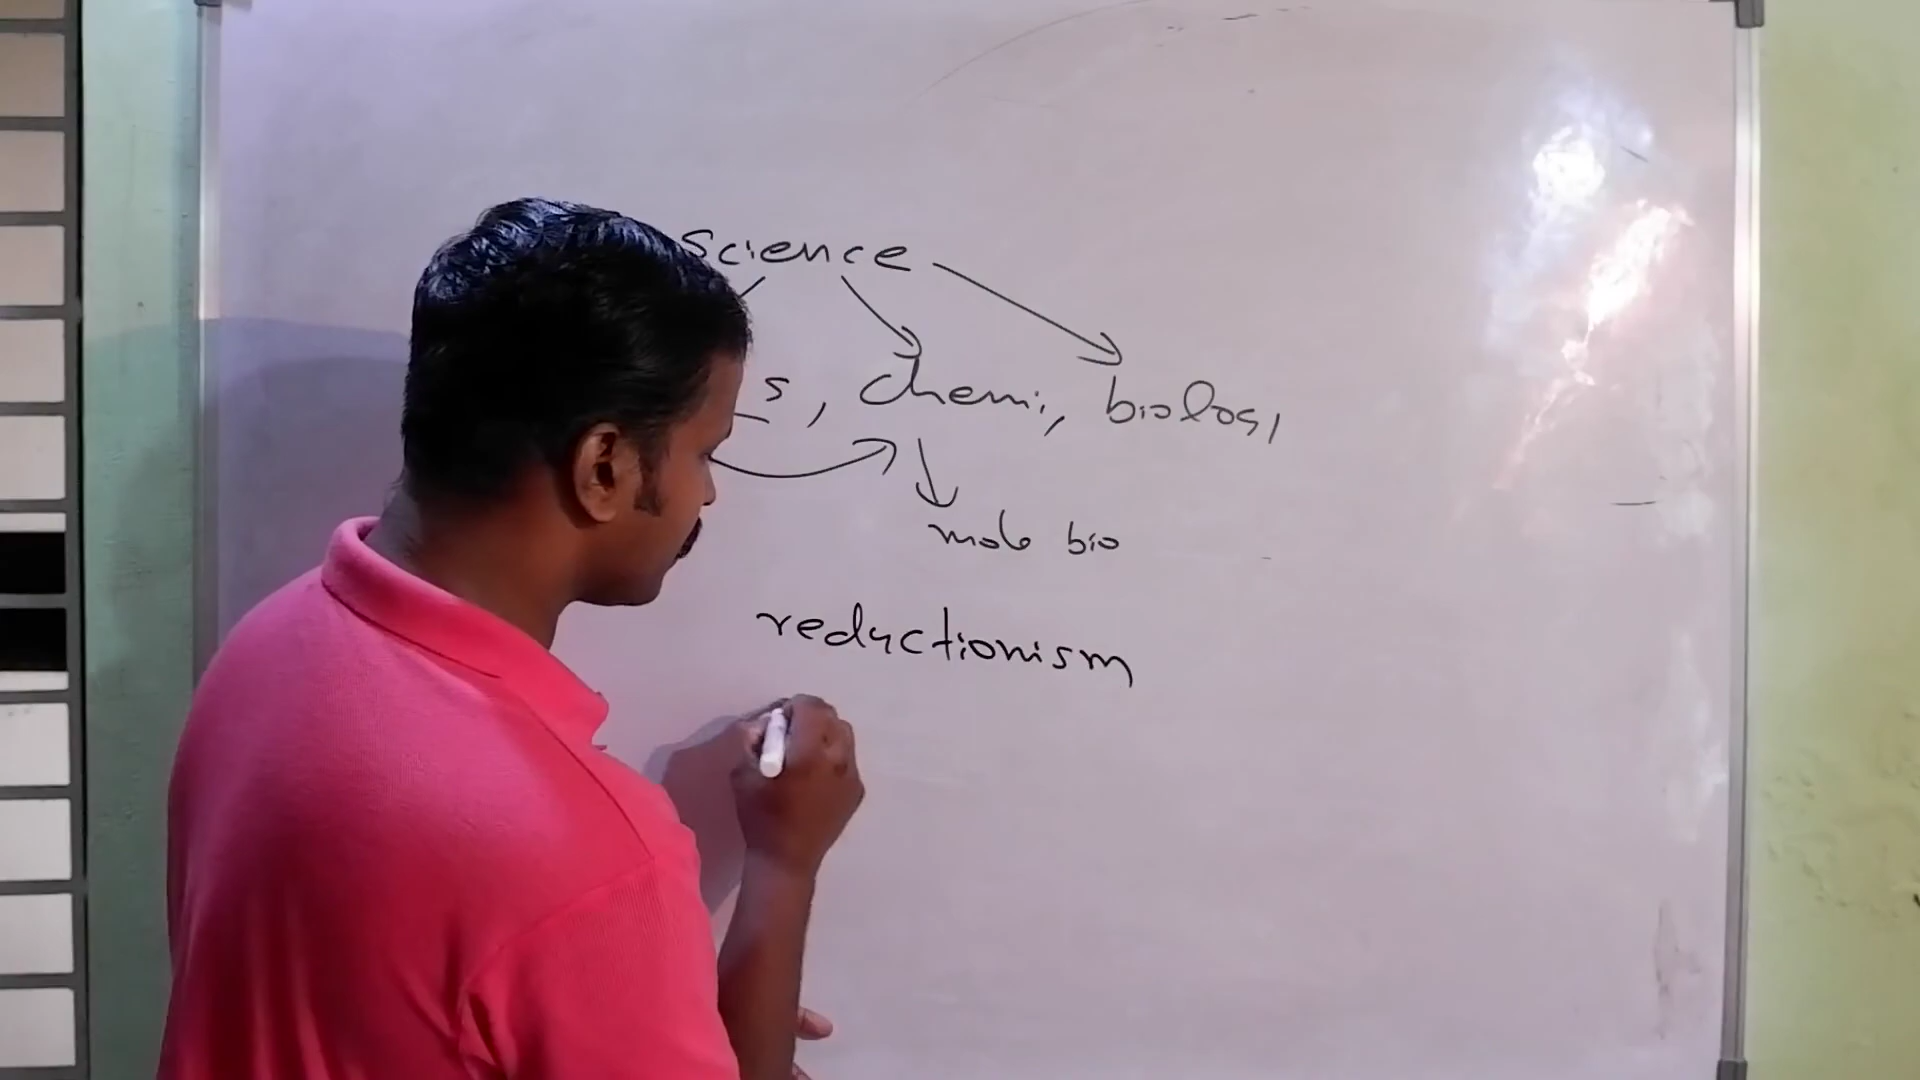 science
s, chemi, biology
mole bio
reductionism